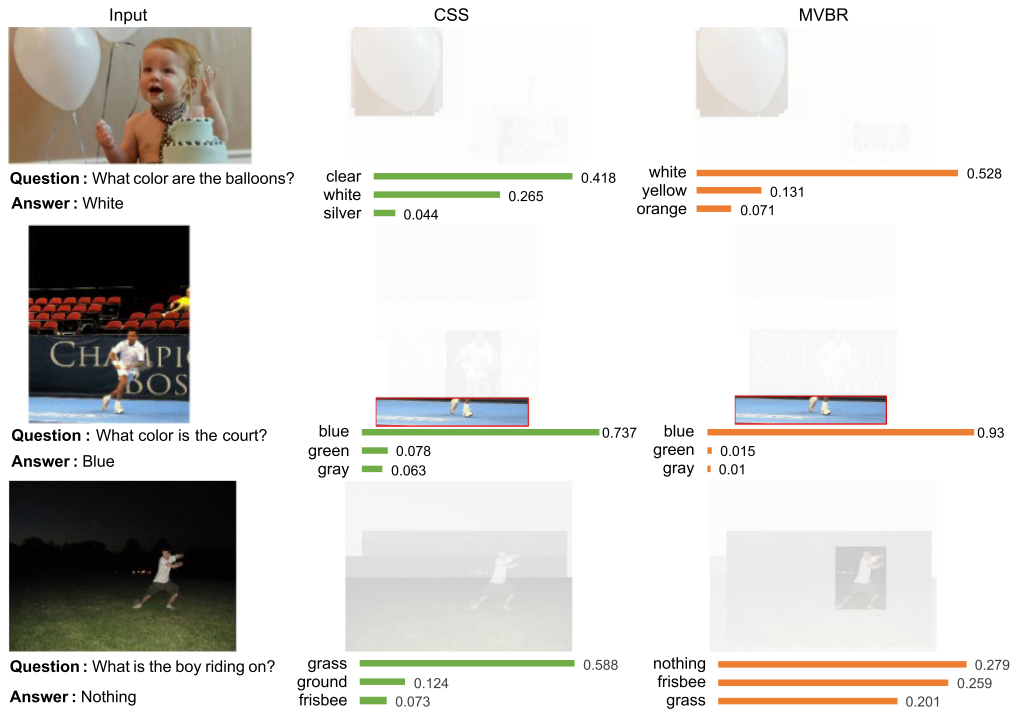 Input CSS MVBR
Question : What color are the balloons?
Answer : White
clear 0.418
white 0.265
silver 0.044
white 0.528
yellow 0.131
orange 0.071
CHAMPI
BOS
Question : What color is the court?
Answer : Blue
blue 0.737
green 0.078
gray 0.063
blue 0.93
green 0.015
gray 0.01
Question : What is the boy riding on?
Answer : Nothing
grass 0.588
ground 0.124
frisbee 0.073
nothing 0.279
frisbee 0.259
grass 0.201